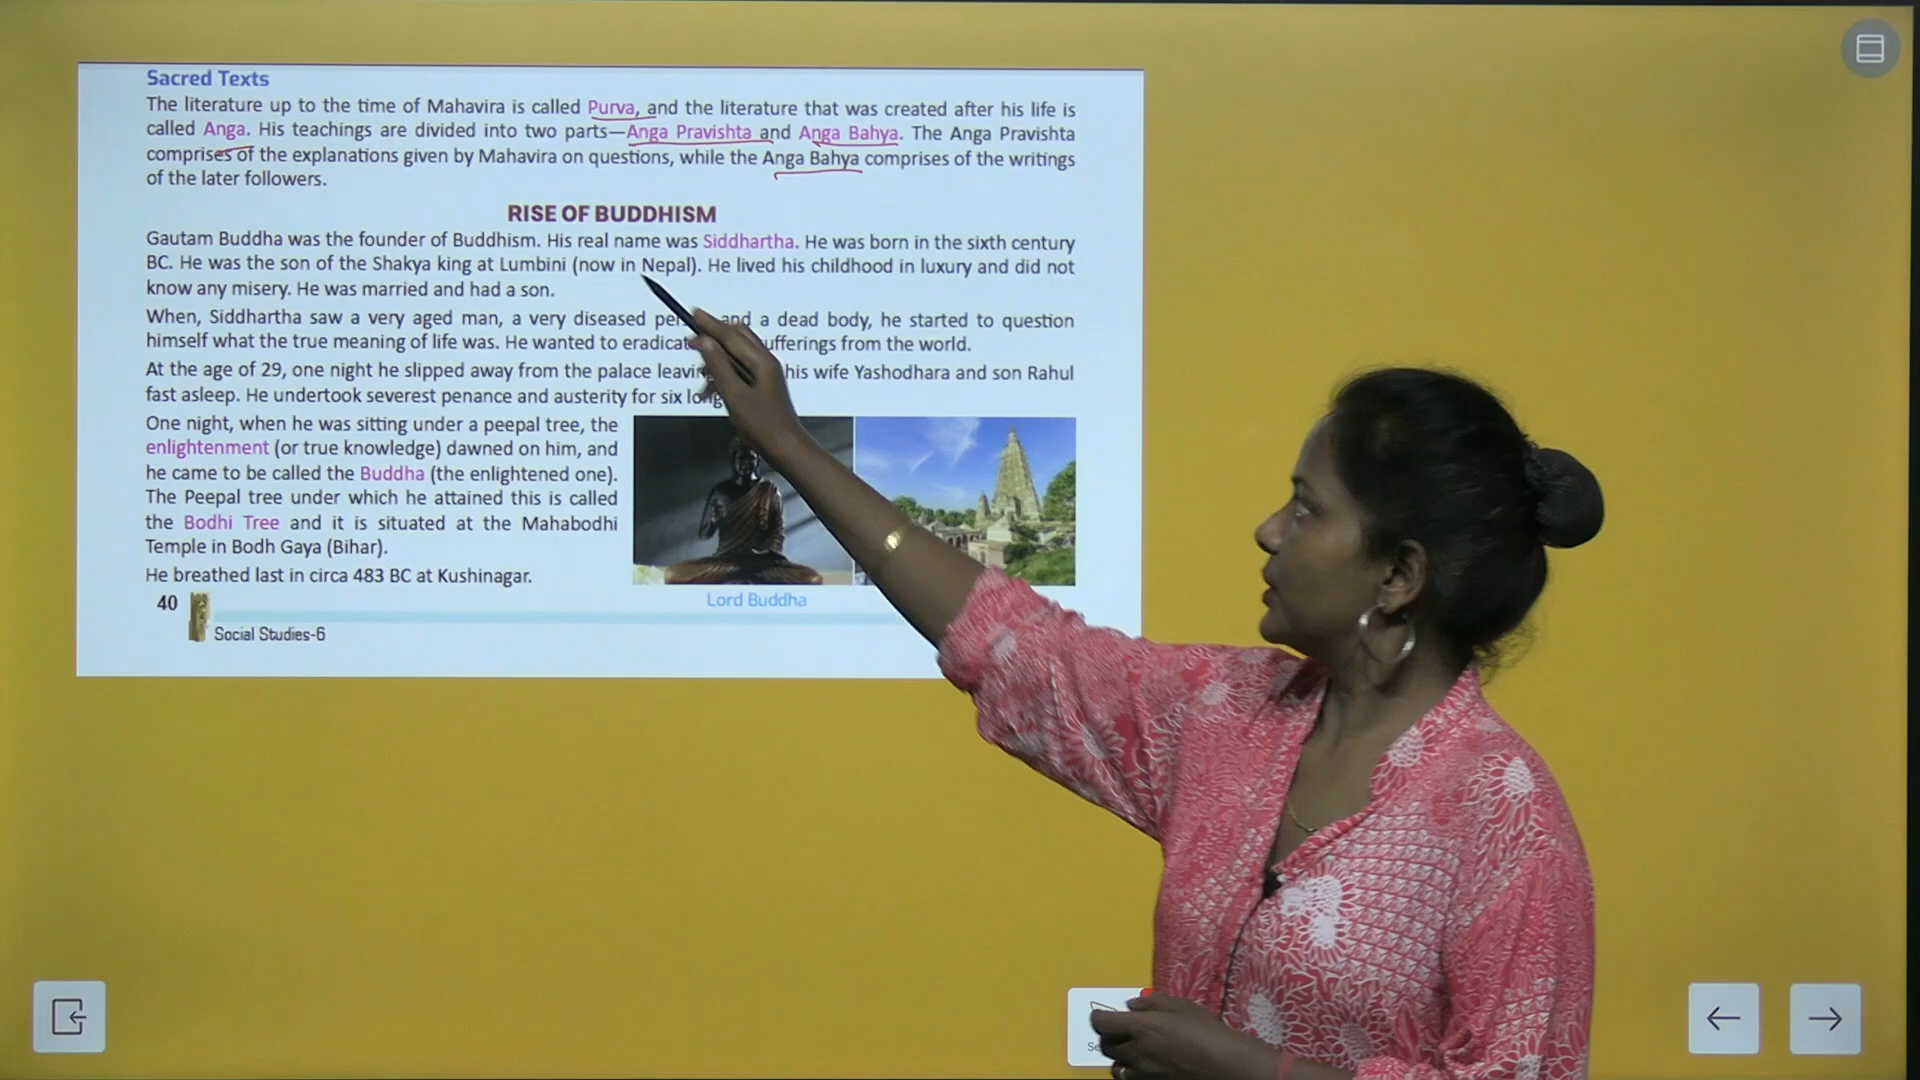 Sacred Texts
The literature up to the time of Mahavira is called Purva, and the literature that was created after his life is
called Anga. His teachings are divided into two parts—Anga Pravishta and Anga Bahya. The Anga Pravishta
comprises of the explanations given by Mahavira on questions, while the Anga Bahya comprises of the writings
of the later followers.
RISE OF BUDDHISM
Gautam Buddha was the founder of Buddhism. His real name was Siddhartha. He was born in the sixth century
BC. He was the son of the Shakya king at Lumbini (now in Nepal). He lived his childhood in luxury and did not
know any misery. He was married and had a son.
When, Siddhartha saw a very aged man, a very diseased and a dead body, he started to question
himself what the true meaning of life was. He wanted to sufferings from the world.
At the age of 29, one night he slipped away from the palace his wife Yashodhara and son Rahul
fast asleep. He undertook severest penance and austerity for six long
One night, when he was sitting under a peepal tree, the
enlightenment (or true knowledge) dawned on him, and
he came to be called the Buddha (the enlightened one).
The Peepal tree under which he attained this is called
the Bodhi Tree and it is situated at the Mahabodhi
Temple in Bodh Gaya (Bihar).
He breathed last in circa 483 BC at Kushinagar.
Lord Buddha
40
Social Studies-6